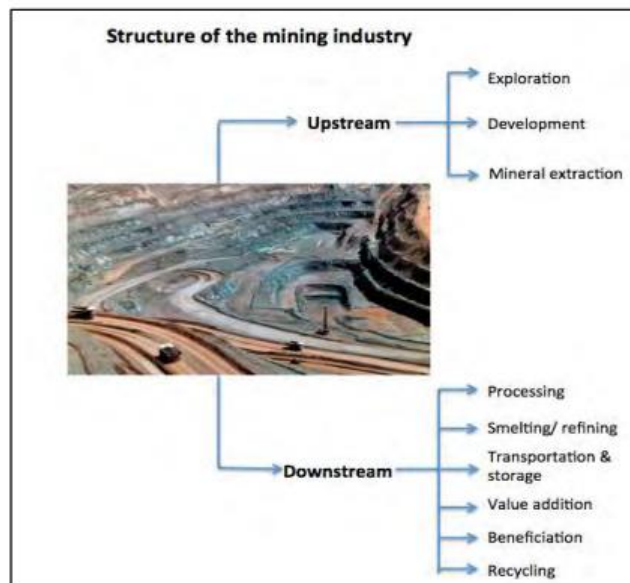 Structure of the mining industry
Upstream
Exploration
Development
Mineral extraction
Downstream
Processing
Smelting/ refining
Transportation &
storage
Value addition
Beneficiation
Recycling